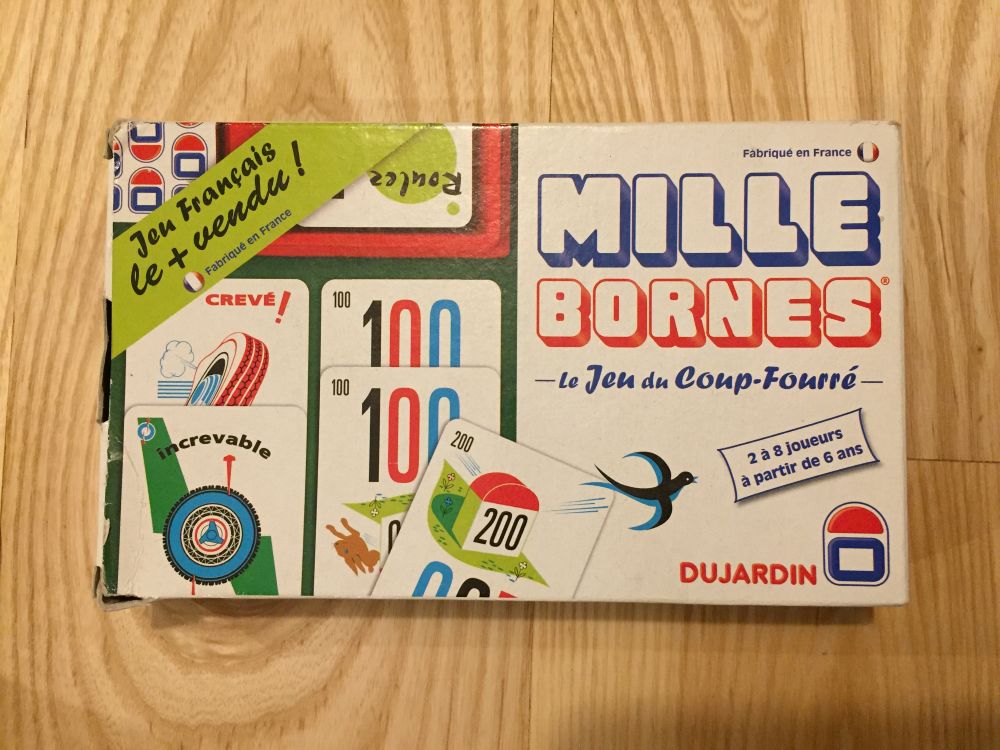 Jeu Français
le + vendu !
Fabriqué en France
Roulez
CREVÉ !
increvable
100
100
100
100
200
200
Fabriqué en France
MILLE
BORNES®
Le Jeu du Coup-Fourré
2 à 8 joueurs
à partir de 6 ans
DUJARDIN